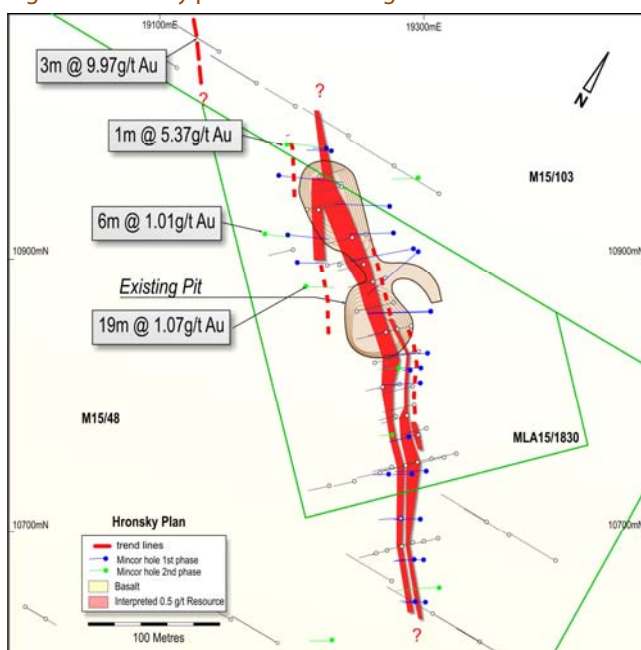 19100mE
19300mE
3m @ 9.97g/t Au
N
?
?
1m @ 5.37g/t Au
M15/103
6m @ 1.01g/t Au
10900mN
10900mN
Existing Pit
19m @ 1.07g/t Au
M15/48
MLA15/1830
10700mN
10700mN
Hronsky Plan
trend lines
Mincor hole 1st phase
Mincor hole 2nd phase
Basalt
Interpreted 0.5 g/t Resource
100 Metres
?